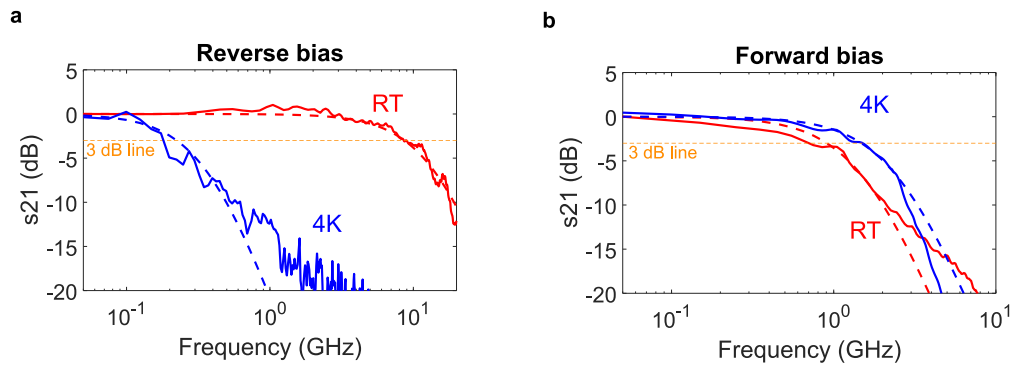 a
Reverse bias
5
0
-5
-10
-15
-20
s21 (dB)
RT
3 dB line
4K
10^-1
10^0
10^1
Frequency (GHz)
b
Forward bias
5
0
-5
-10
-15
-20
s21 (dB)
4K
3 dB line
RT
10^-1
10^0
10^1
Frequency (GHz)